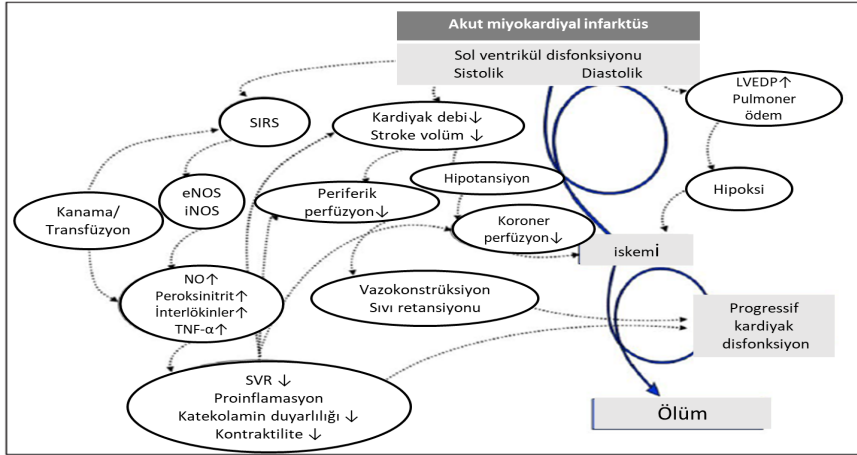 Akut miyokardiyal infarktüs
Sol ventrikül disfonksiyonu
Sistolik Diastolik
LVEDP↑
Pulmoner
ödem
SIRS
Kardiyak debi↓
Stroke volüm ↓
Hipotansiyon
Hipoksi
eNOS
iNOS
Periferik
perfüzyon↓
Kanama/
Transfüzyon
Koroner
perfüzyon↓
iskemi
NO↑
Peroksinitrit↑
İnterlökinler↑
TNF-α↑
Vazokonstrüksiyon
Sıvı retansiyonu
Progressif
kardiyak
disfonksiyon
SVR ↓
Proinflamasyon
Katekolamin duyarlılığı ↓
Kontraktilite ↓
Ölüm